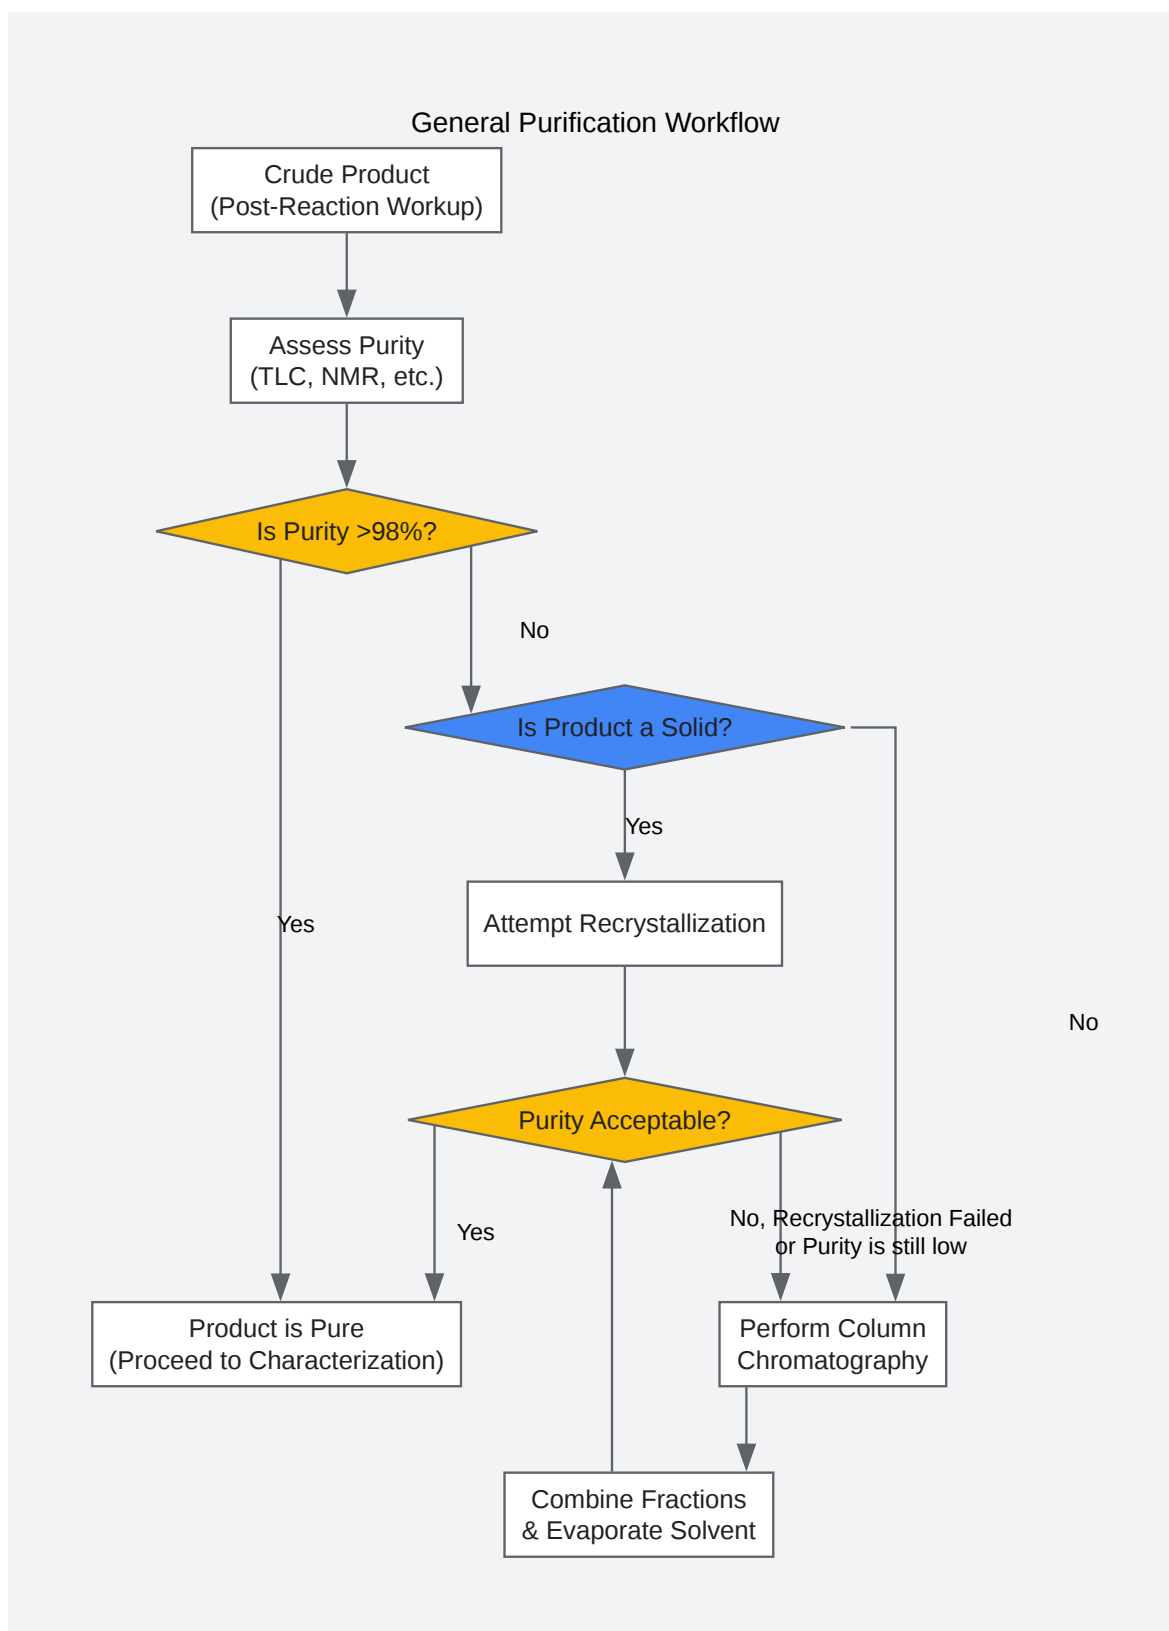 General Purification Workflow
Crude Product
(Post-Reaction Workup)
Assess Purity
(TLC, NMR, etc.)
Is Purity >98%?
No
Is Product a Solid?
Yes
Attempt Recrystallization
Yes
No
Purity Acceptable?
No, Recrystallization Failed
or Purity is still low
Yes
Product is Pure
(Proceed to Characterization)
Perform Column
Chromatography
Combine Fractions
& Evaporate Solvent